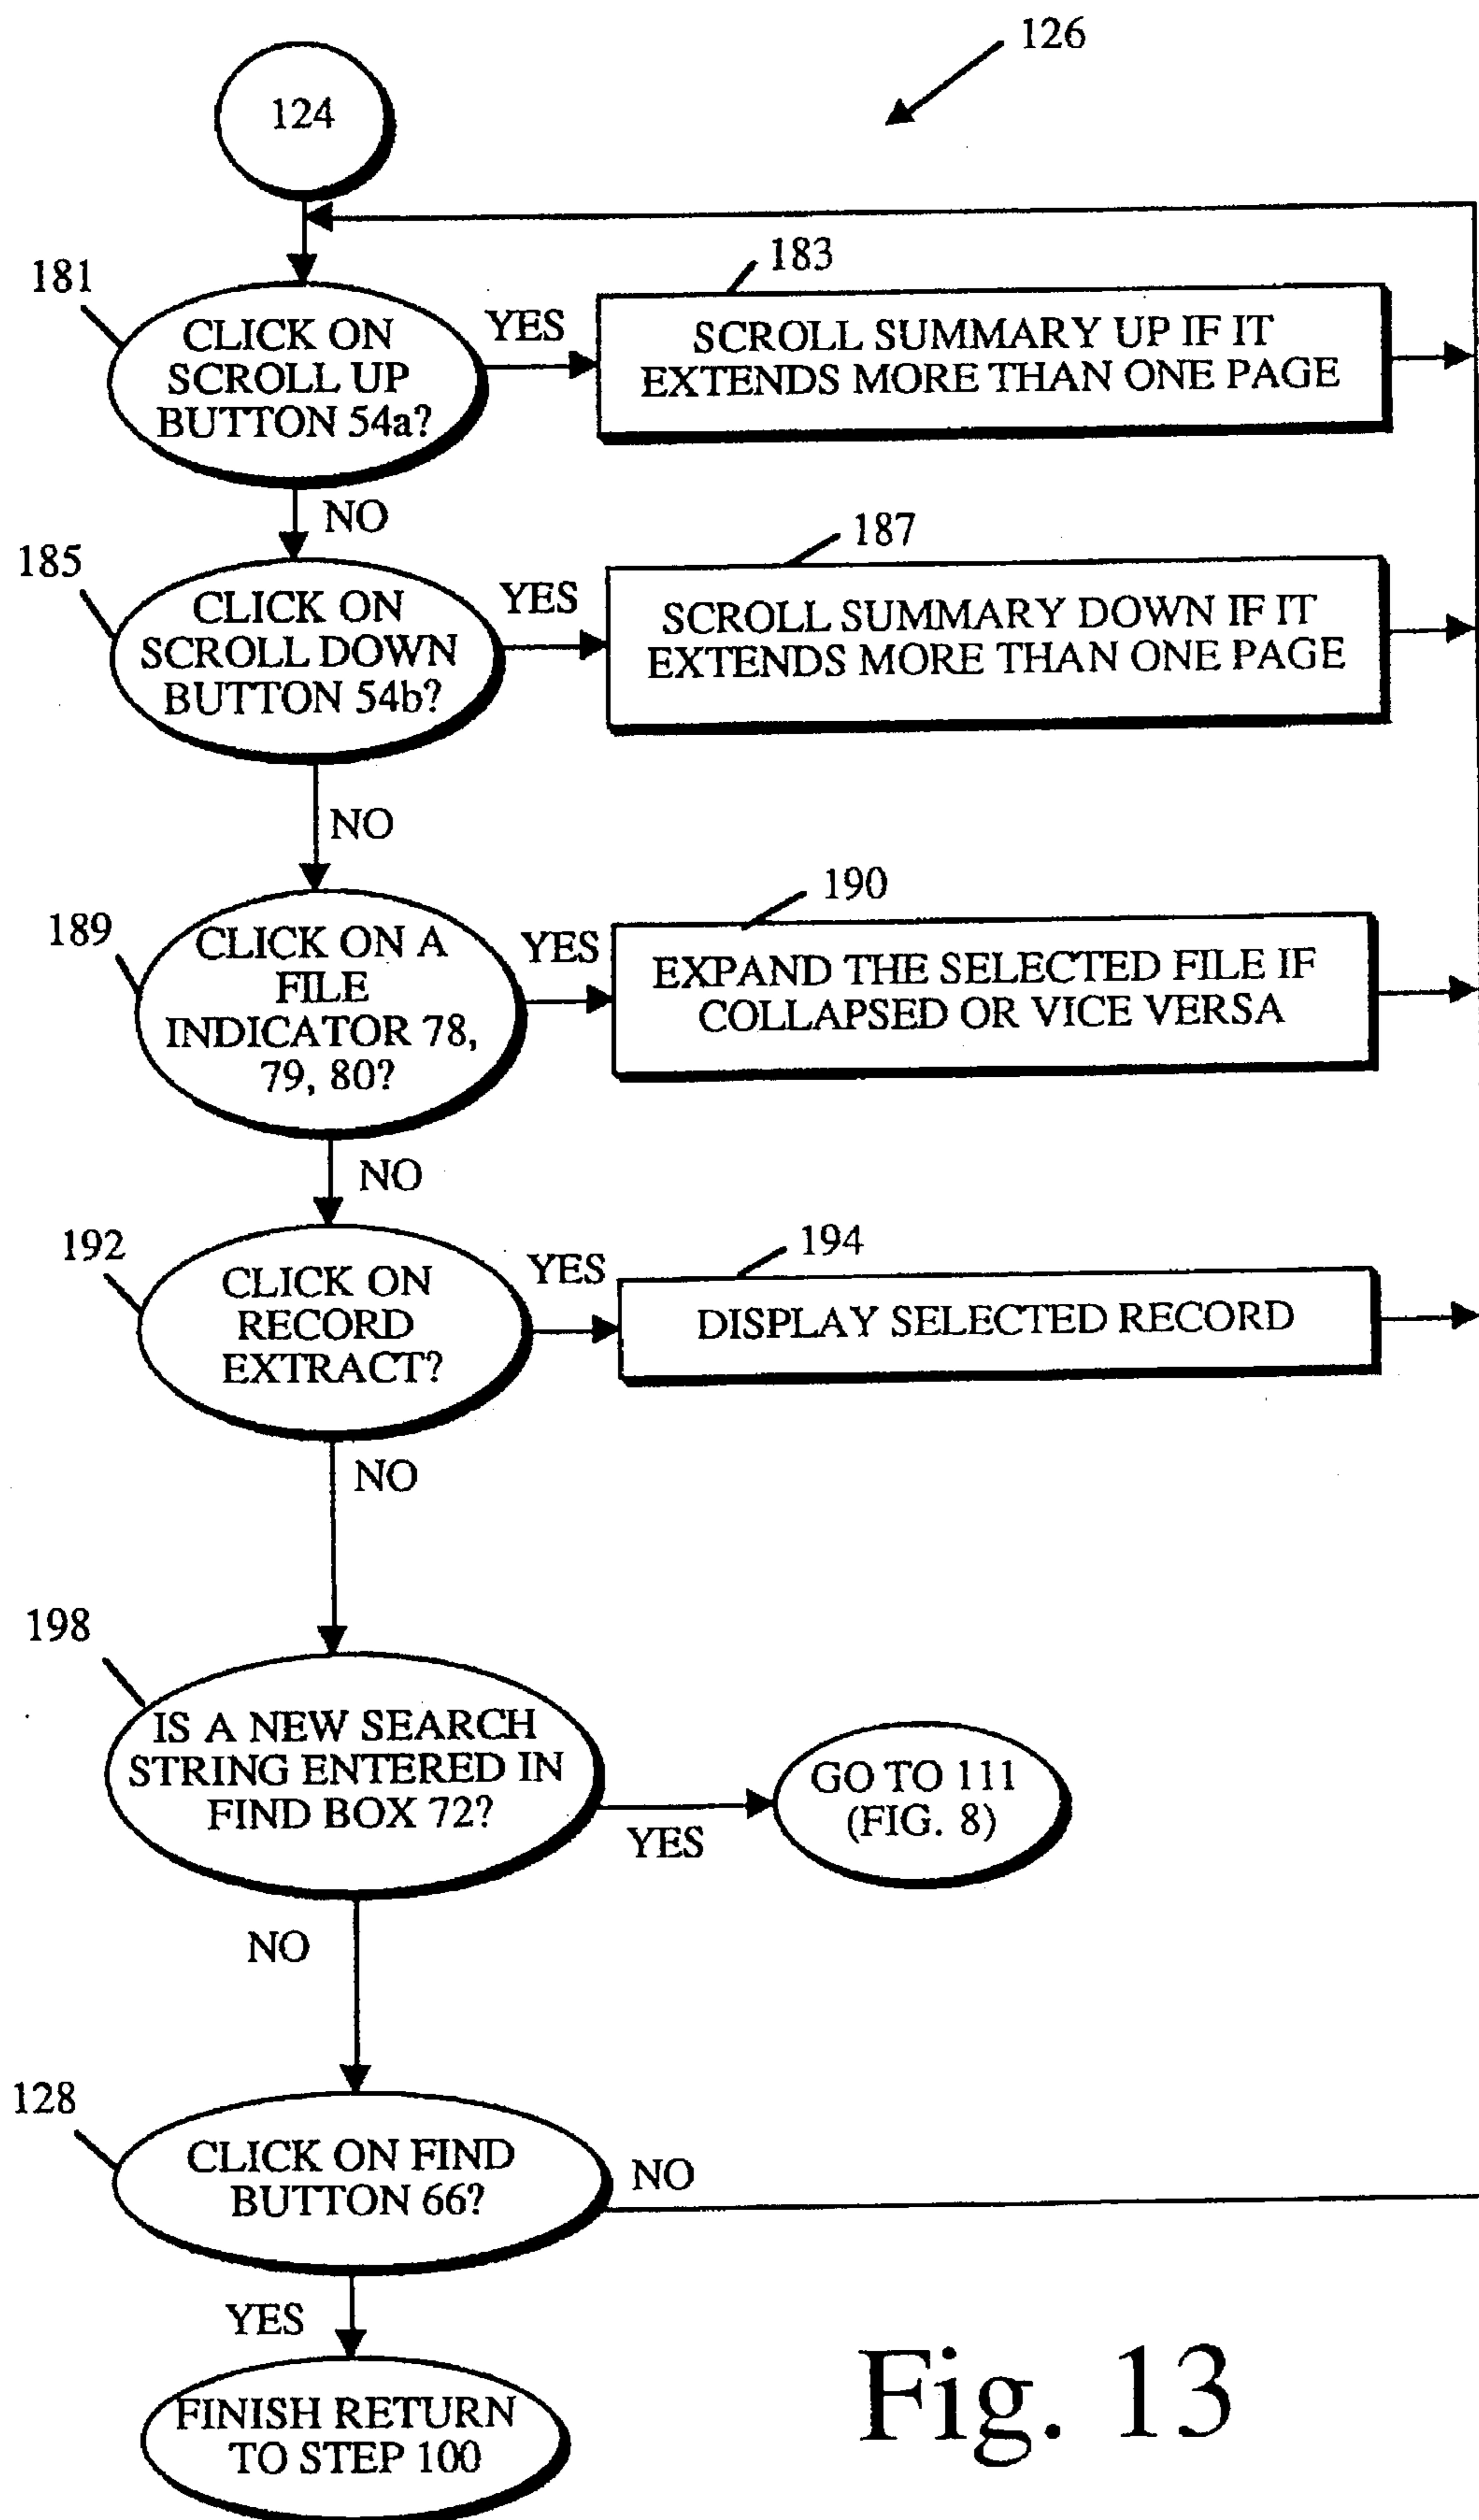 126
124
181
CLICK ON
SCROLL UP
BUTTON 54a?
YES
183
SCROLL SUMMARY UP IF IT
EXTENDS MORE THAN ONE PAGE
NO
185
CLICK ON
SCROLL DOWN
BUTTON 54b?
YES
187
SCROLL SUMMARY DOWN IF IT
EXTENDS MORE THAN ONE PAGE
NO
189
CLICK ON A
FILE
INDICATOR 78,
79, 80?
YES
190
EXPAND THE SELECTED FILE IF
COLLAPSED OR VICE VERSA
NO
192
CLICK ON
RECORD
EXTRACT?
YES
194
DISPLAY SELECTED RECORD
NO
198
IS A NEW SEARCH
STRING ENTERED IN
FIND BOX 72?
YES
GO TO 111
(FIG. 8)
NO
128
CLICK ON FIND
BUTTON 66?
NO
YES
FINISH RETURN
TO STEP 100
Fig. 13